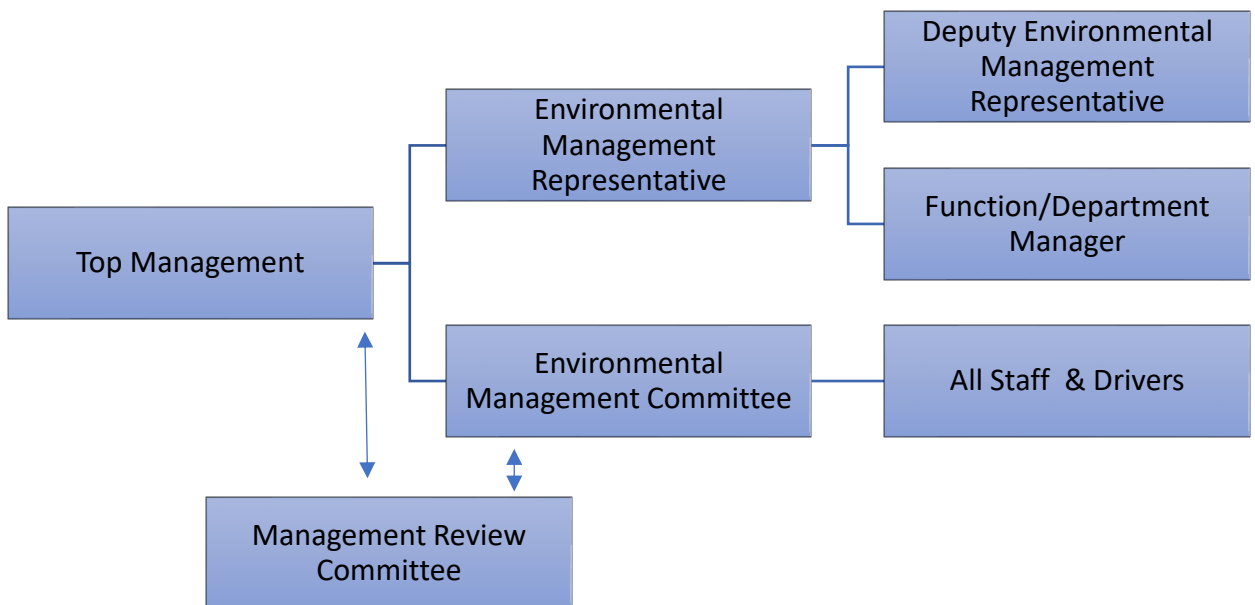 Deputy Environmental
Management
Representative
Environmental
Management
Representative
Function/Department
Manager
Top Management
Environmental
Management Committee
All Staff & Drivers
Management Review
Committee